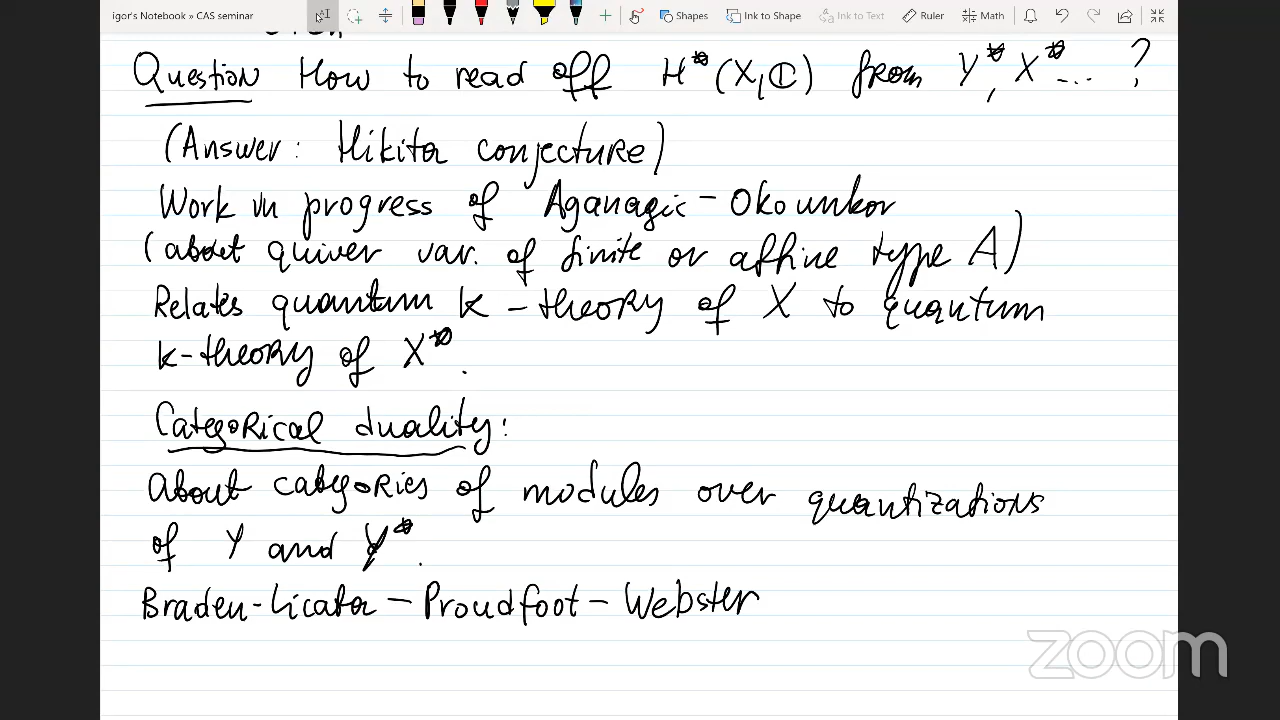 igor's Notebook » CAS seminar
Shapes Ink to Shape Ink to Text Ruler Math
Question How to read off H*(X,ℂ) from Y*, X* ... ?
(Answer: Hikita conjecture)
Work in progress of Aganagic - Okounkov
(about quiver var. of finite or affine type A)
Relates quantum K-theory of X to quantum
K-theory of X*.
Categorical duality:
About categories of modules over quantizations
of Y and Y*.
Braden-Licata - Proudfoot - Webster
zoom